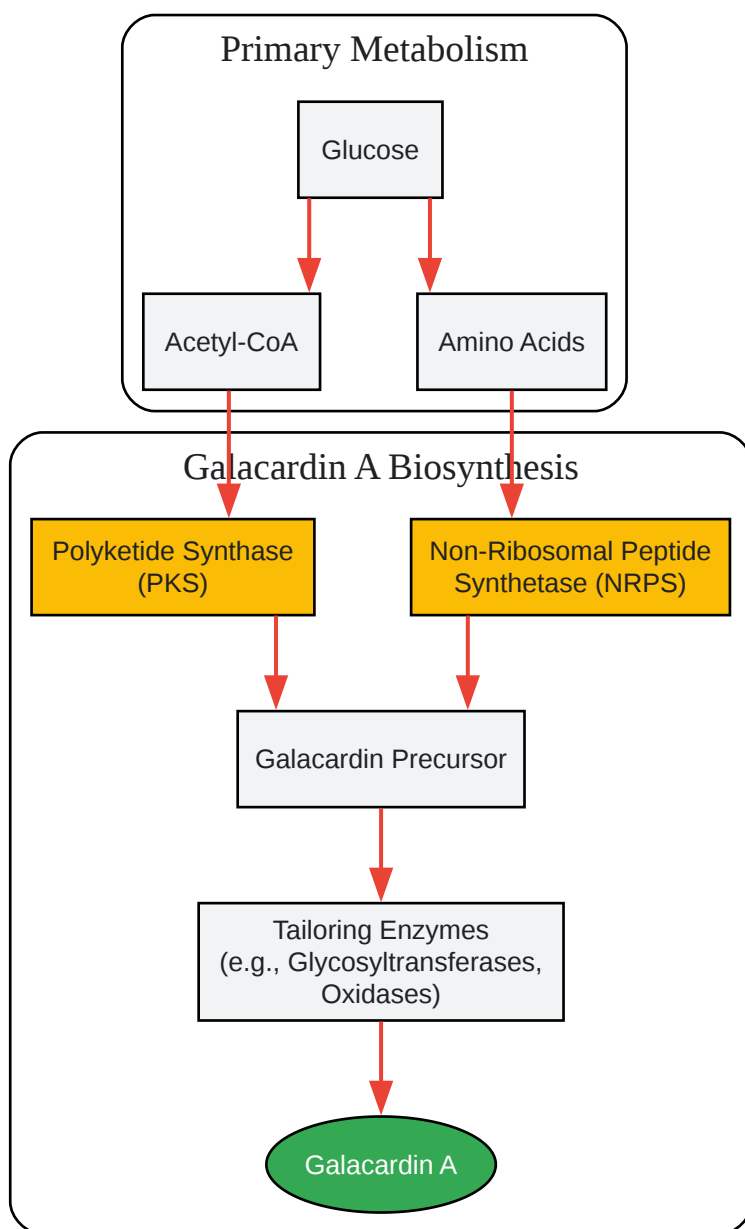 Primary Metabolism
Glucose
Acetyl-CoA
Amino Acids
Galacardin A Biosynthesis
Polyketide Synthase
(PKS)
Non-Ribosomal Peptide
Synthetase (NRPS)
Galacardin Precursor
Tailoring Enzymes
(e.g., Glycosyltransferases,
Oxidases)
Galacardin A